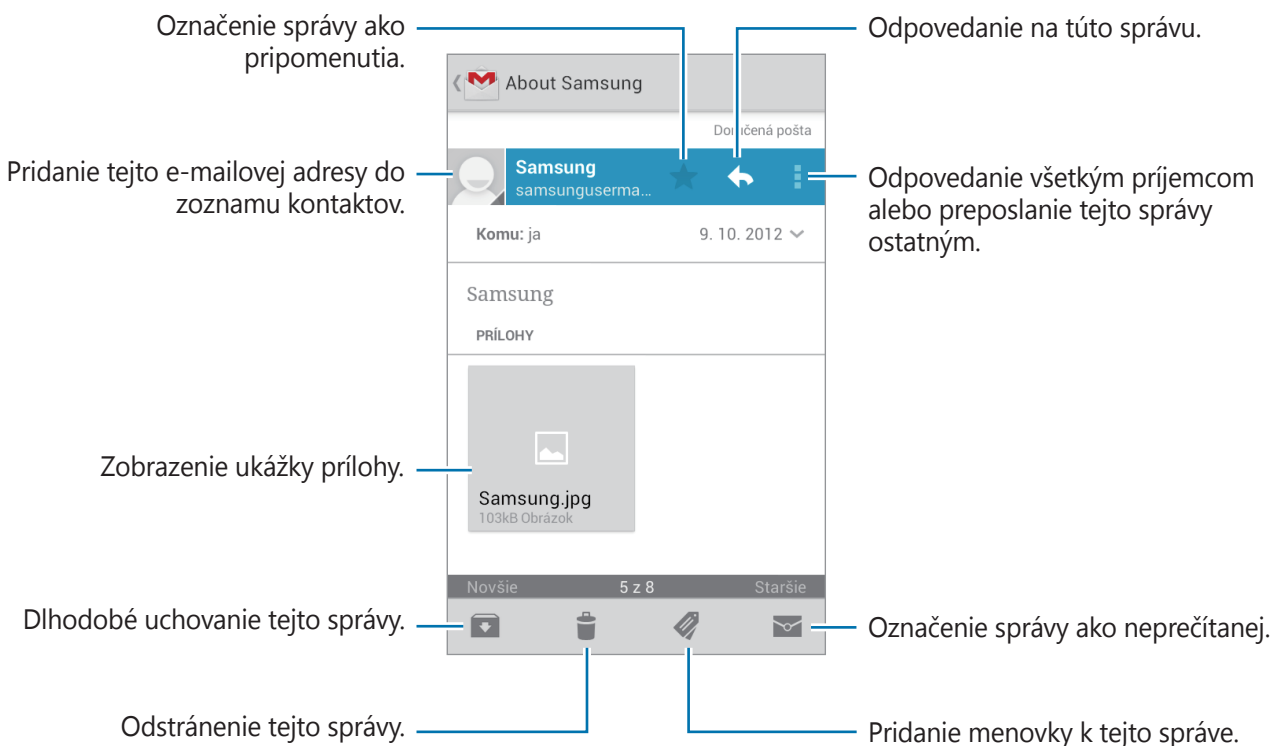 Označenie správy ako
pripomenutia.
Odpovedanie na túto správu.
About Samsung
Doručená pošta
Pridanie tejto e-mailovej adresy do
zoznamu kontaktov.
Samsung
samsunguserma...
Odpovedanie všetkým príjemcom
alebo preposlanie tejto správy
ostatným.
Komu: ja
9. 10. 2012
Samsung
PRÍLOHY
Zobrazenie ukážky prílohy.
Samsung.jpg
103kB Obrázok
Novšie
5 z 8
Staršie
Dlhodobé uchovanie tejto správy.
Označenie správy ako neprečítanej.
Odstránenie tejto správy.
Pridanie menovky k tejto správe.